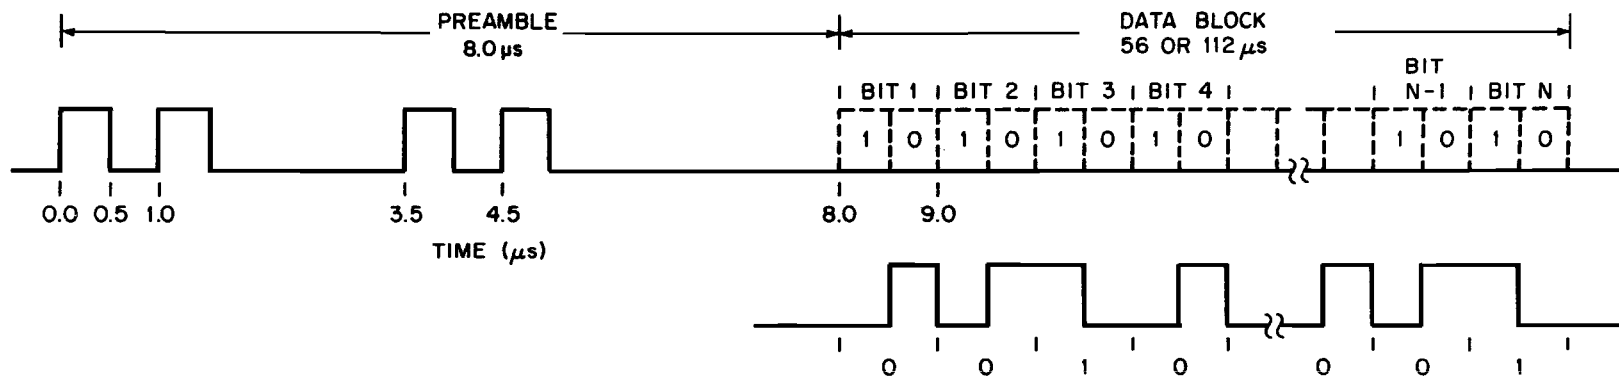 PREAMBLE
8.0 μs
DATA BLOCK
56 OR 112 μs
BIT 1 BIT 2 BIT 3 BIT 4 BIT N-1 BIT N
1 0 1 0 1 0 1 0 1 0 1 0
0.0 0.5 1.0 3.5 4.5 8.0 9.0
TIME (μs)
0 0 1 0 0 0 1